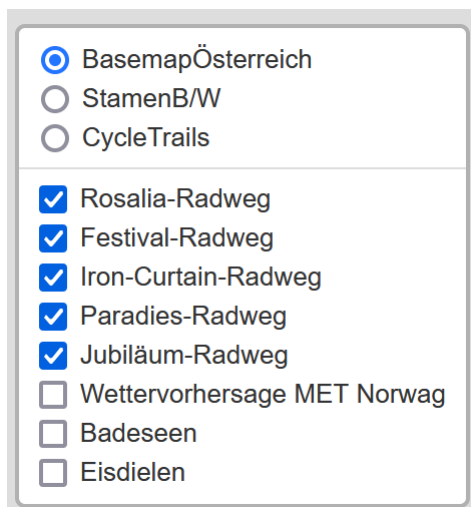 BasemapÖsterreich
StamenB/W
CycleTrails
Rosalia-Radweg
Festival-Radweg
Iron-Curtain-Radweg
Paradies-Radweg
Jubiläum-Radweg
Wettervorhersage MET Norwag
Badeseen
Eisdielen